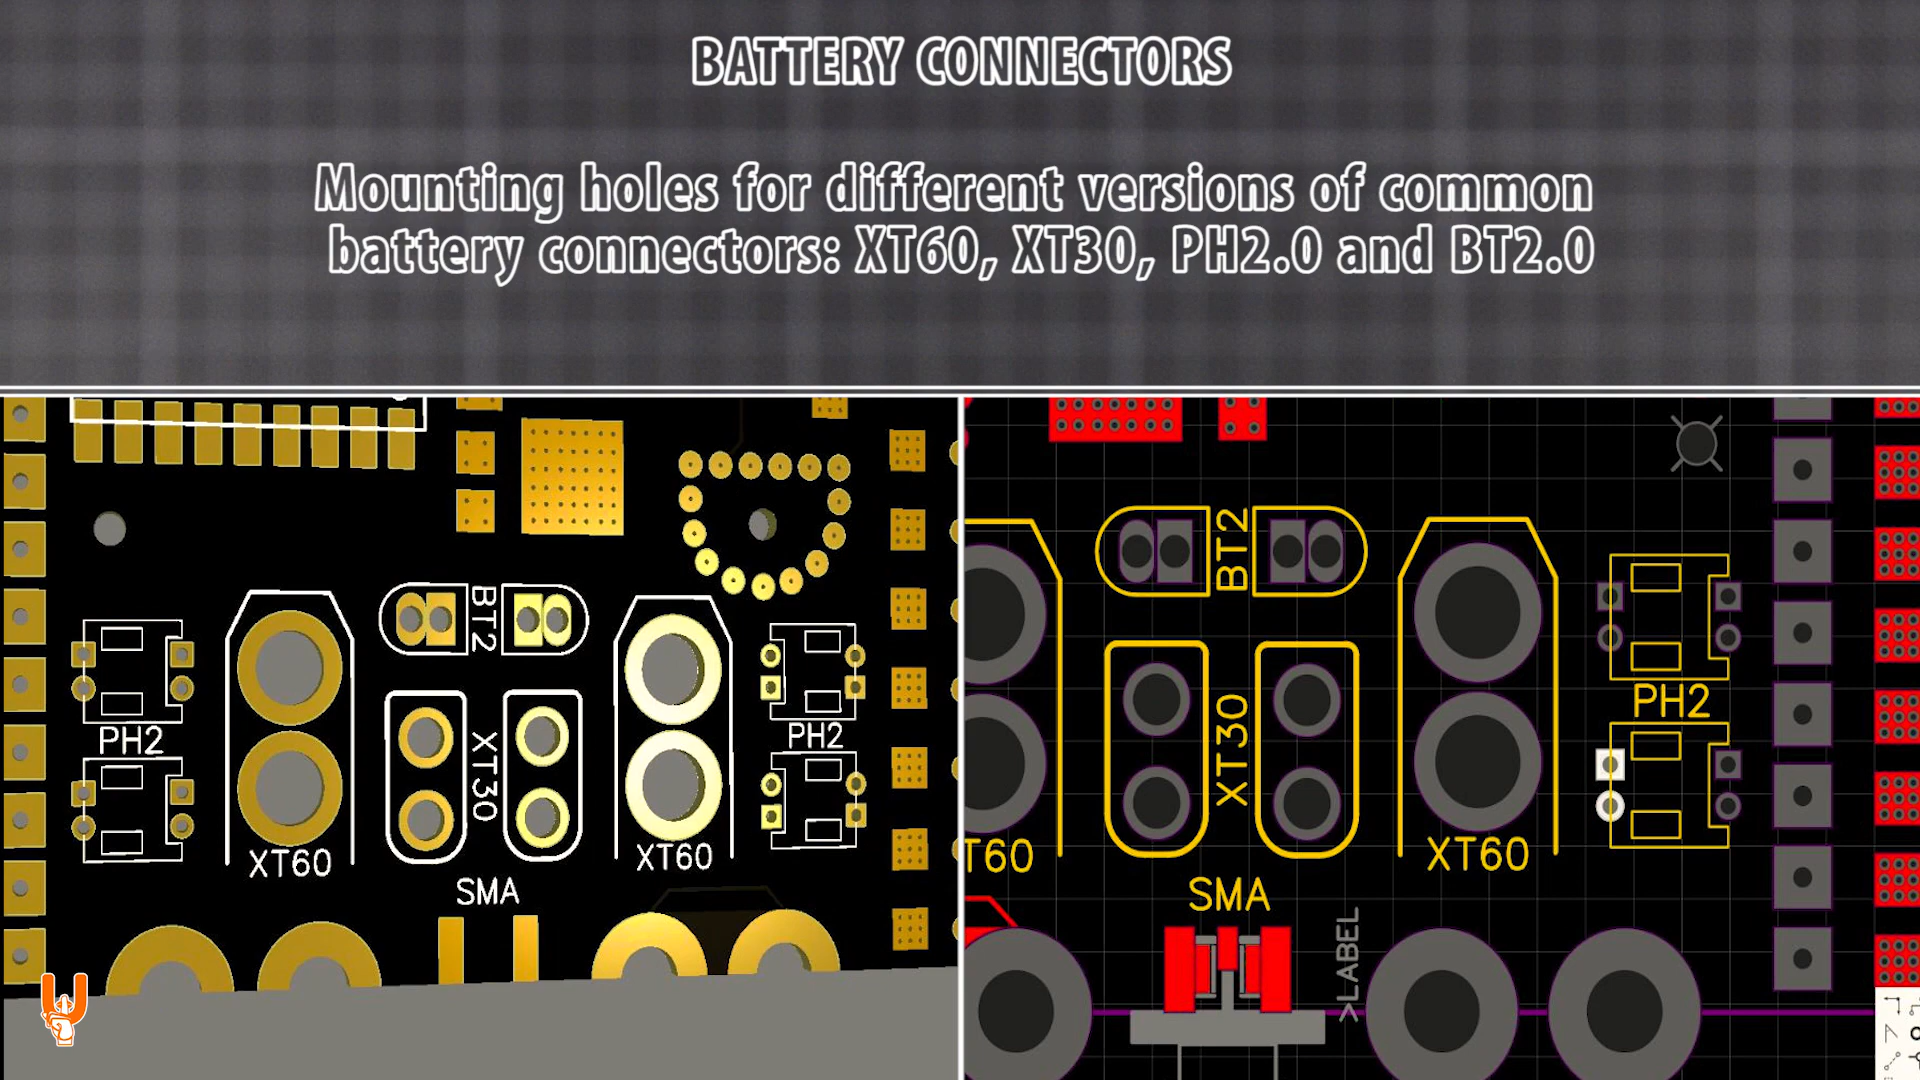 BATTERY CONNECTORS
Mounting holes for different versions of common
battery connectors: XT60, XT30, PH2.0 and BT2.0
BT2
PH2
XT30
PH2
XT60
XT60
SMA
BT2
PH2
XT30
T60
XT60
SMA
>LABEL